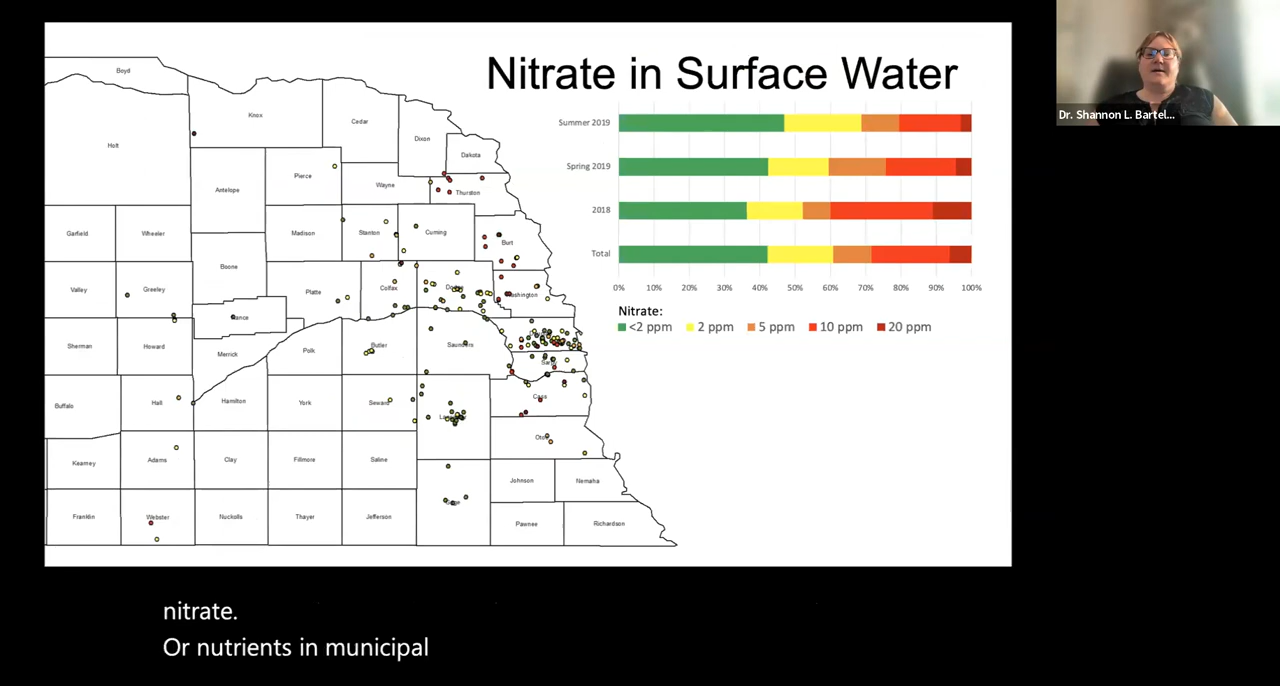 Nitrate in Surface Water
Summer 2019
Spring 2019
2018
Total
0% 10% 20% 30% 40% 50% 60% 70% 80% 90% 100%
Nitrate:
<2 ppm 2 ppm 5 ppm 10 ppm 20 ppm
Boyd
Knox
Cedar
Dixon
Dakota
Holt
Antelope
Pierce
Wayne
Thurston
Garfield
Wheeler
Madison
Stanton
Cuming
Burt
Boone
Valley
Greeley
Platte
Colfax
Sherman
Howard
Merrick
Polk
Butler
Saunders
Cass
Buffalo
Hall
Hamilton
York
Kearney
Adams
Clay
Fillmore
Saline
Johnson
Nemaha
Franklin
Webster
Nuckolls
Thayer
Jefferson
Pawnee
Richardson
Dr. Shannon L. Bartel...
nitrate.
Or nutrients in municipal